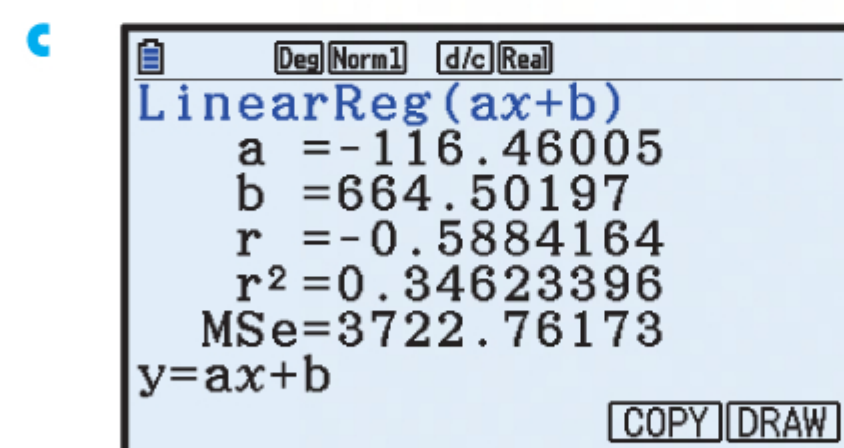 c
Deg Norm1 d/c Real
LinearReg(ax+b)
a =-116.46005
b =664.50197
r =-0.5884164
r²=0.34623396
MSe=3722.76173
y=ax+b
COPY DRAW